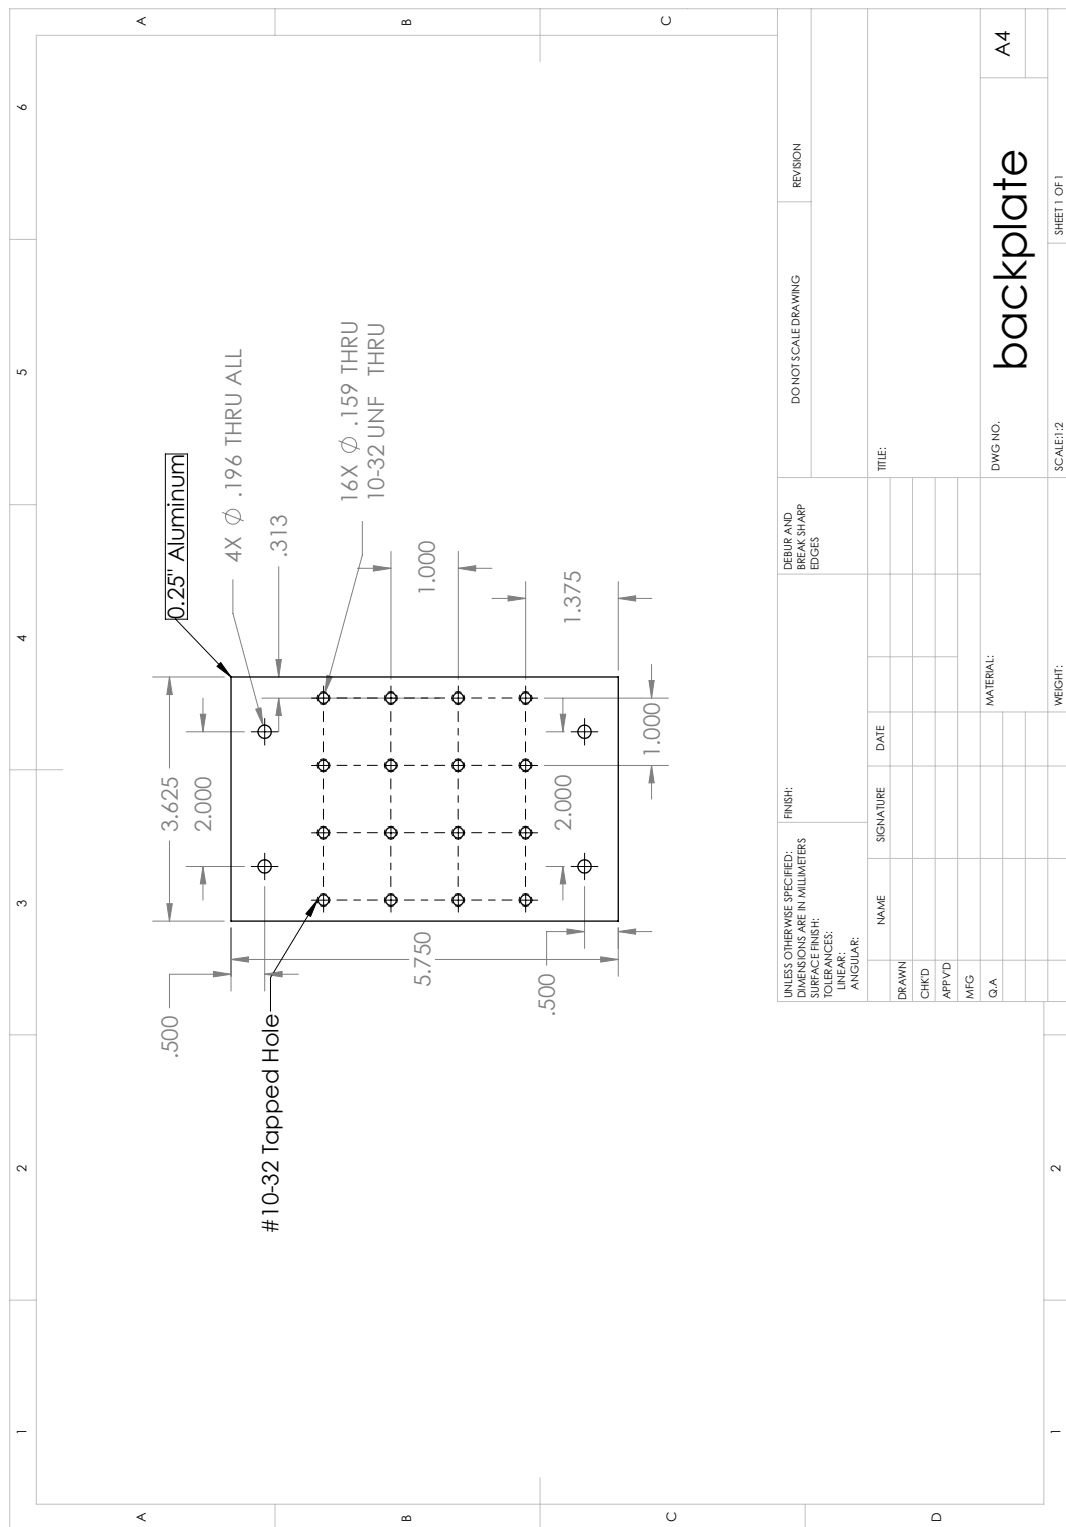 6
5
4
3
2
1
A
B
C
A
B
C
D
2
1
0.25" Aluminum
4X ∅ .196 THRU ALL
.313
16X ∅ .159 THRU
10-32 UNF THRU
1.000
1.375
3.625
2.000
2.000
1.000
.500
5.750
.500
#10-32 Tapped Hole
UNLESS OTHERWISE SPECIFIED:
DIMENSIONS ARE IN MILLIMETERS
SURFACE FINISH:
TOLERANCES:
LINEAR:
ANGULAR:
FINISH:
DEBUR AND
BREAK SHARP
EDGES
DO NOT SCALE DRAWING
REVISION
NAME
SIGNATURE
DATE
DRAWN
CHK'D
APPV'D
MFG
Q.A
TITLE:
MATERIAL:
DWG NO.
backplate
A4
WEIGHT:
SCALE:1:2
SHEET 1 OF 1